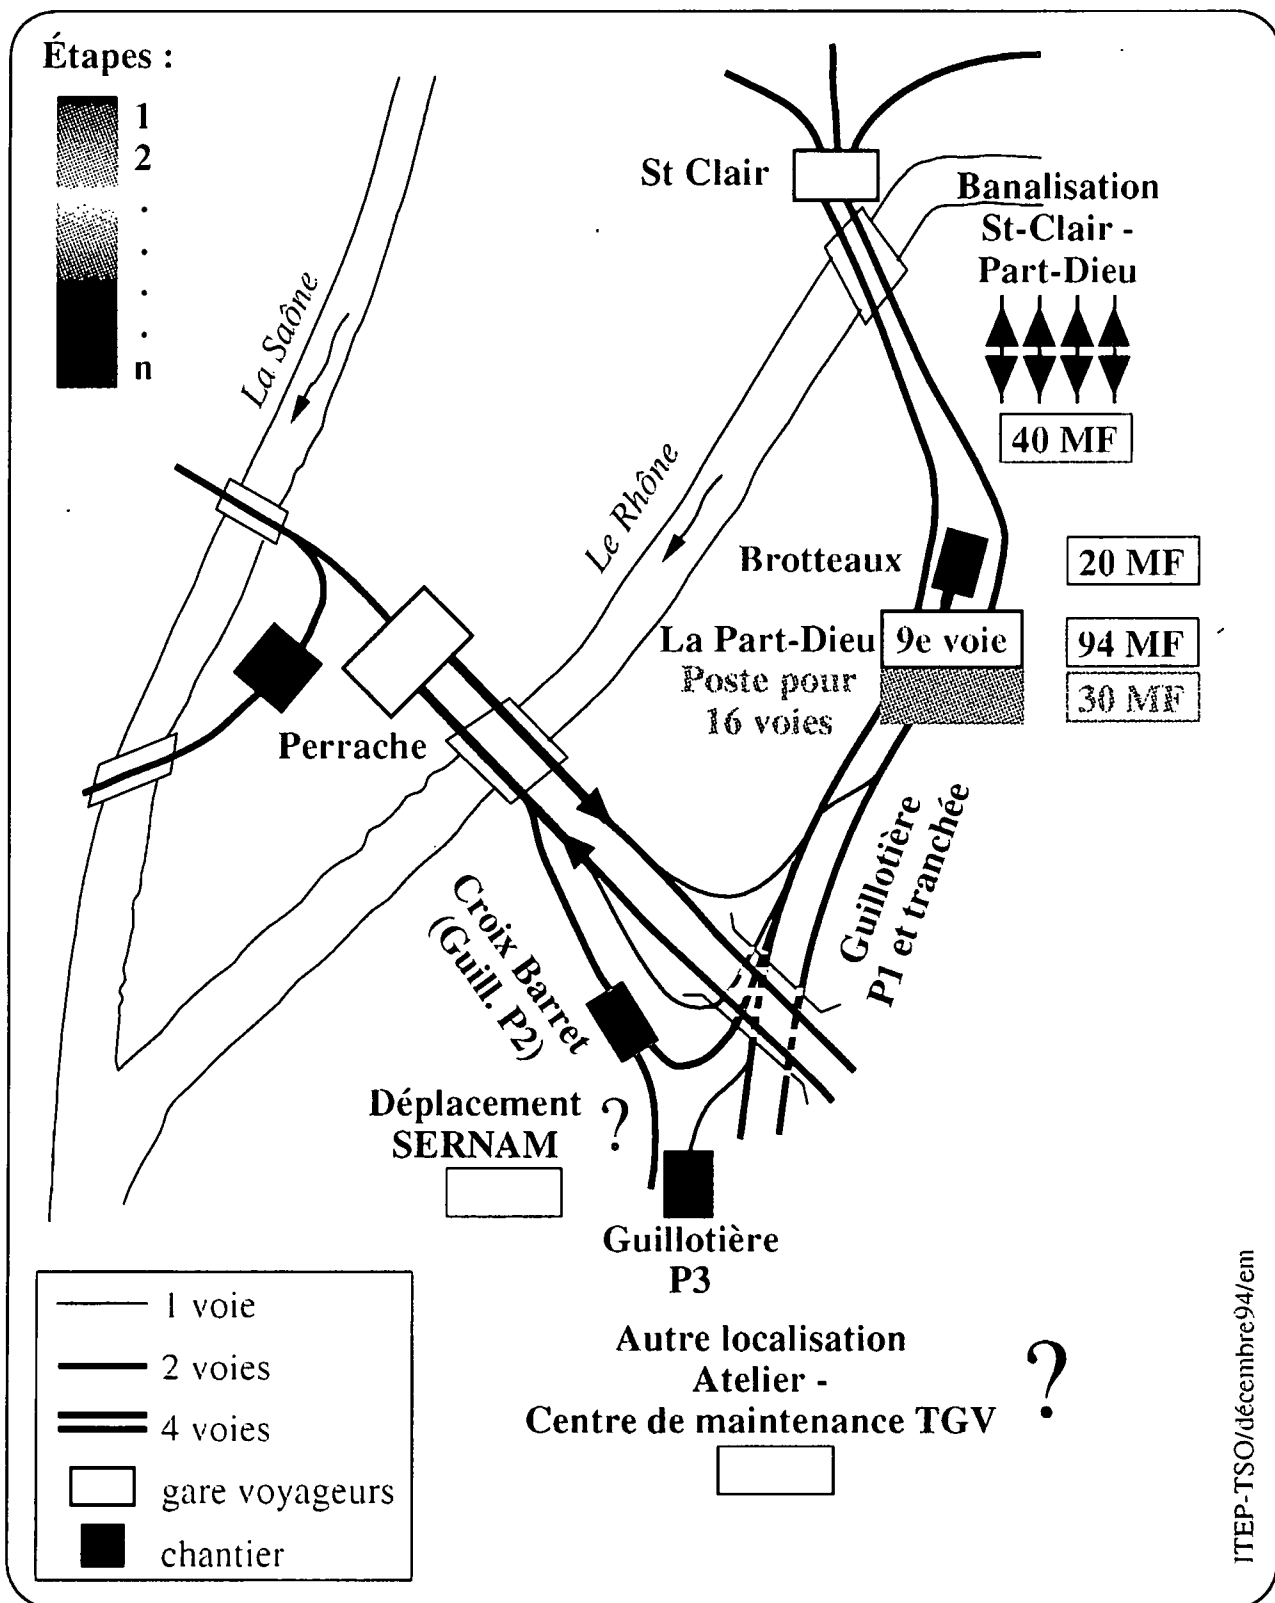 Étapes :
1
2
.
.
.
.
n
La Saône
Le Rhône
St Clair
Banalisation
St-Clair -
Part-Dieu
40 MF
Brotteaux
20 MF
La Part-Dieu
9e voie
94 MF
Poste pour
16 voies
30 MF
Perrache
Guillotière
P1 et tranchée
Croix Barret
(Guill. P2)
Déplacement
SERNAM
?
Guillotière
P3
Autre localisation
Atelier -
Centre de maintenance TGV
?
1 voie
2 voies
4 voies
gare voyageurs
chantier
ITEP-TSO/décembre94/em